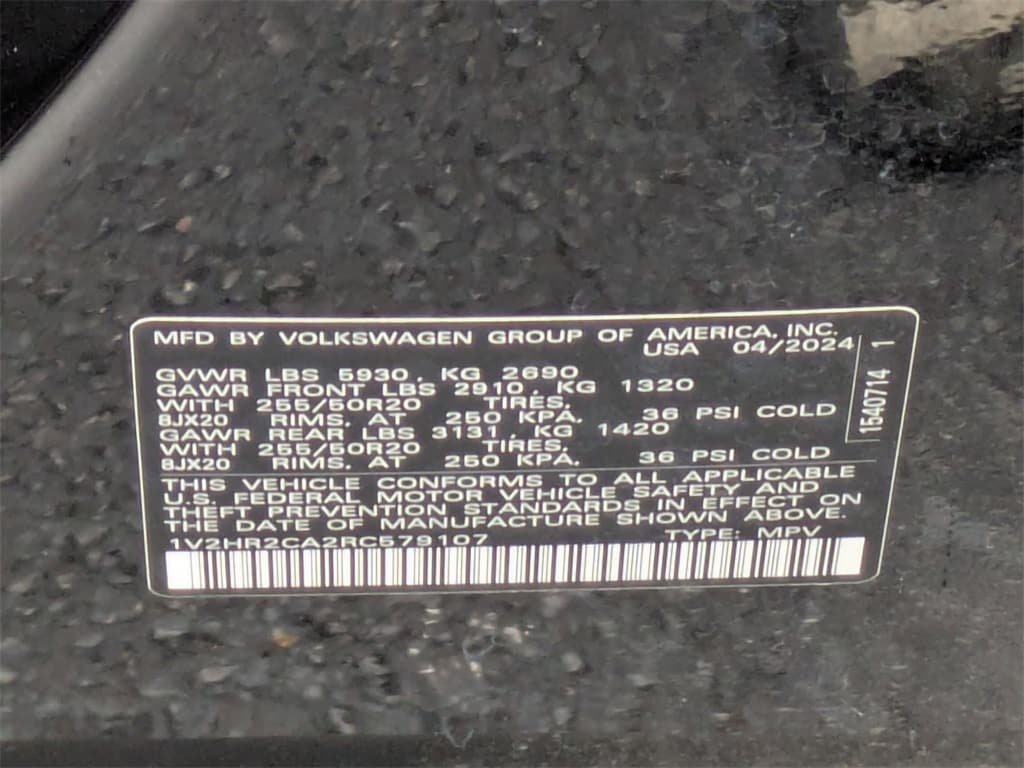 MFD BY VOLKSWAGEN GROUP OF AMERICA, INC.
USA 04/2024
GVWR LBS 5930, KG 2690
GAWR FRONT LBS 2910, KG 1320
WITH 255/50R20 TIRES,
8JX20 RIMS, AT 250 KPA, 36 PSI COLD
GAWR REAR LBS 3131, KG 1420
WITH 255/50R20 TIRES,
8JX20 RIMS, AT 250 KPA, 36 PSI COLD
THIS VEHICLE CONFORMS TO ALL APPLICABLE
U.S. FEDERAL MOTOR VEHICLE SAFETY AND
THEFT PREVENTION STANDARDS IN EFFECT ON
THE DATE OF MANUFACTURE SHOWN ABOVE.
1V2HR2CA2RC579107 TYPE: MPV
1540714 1